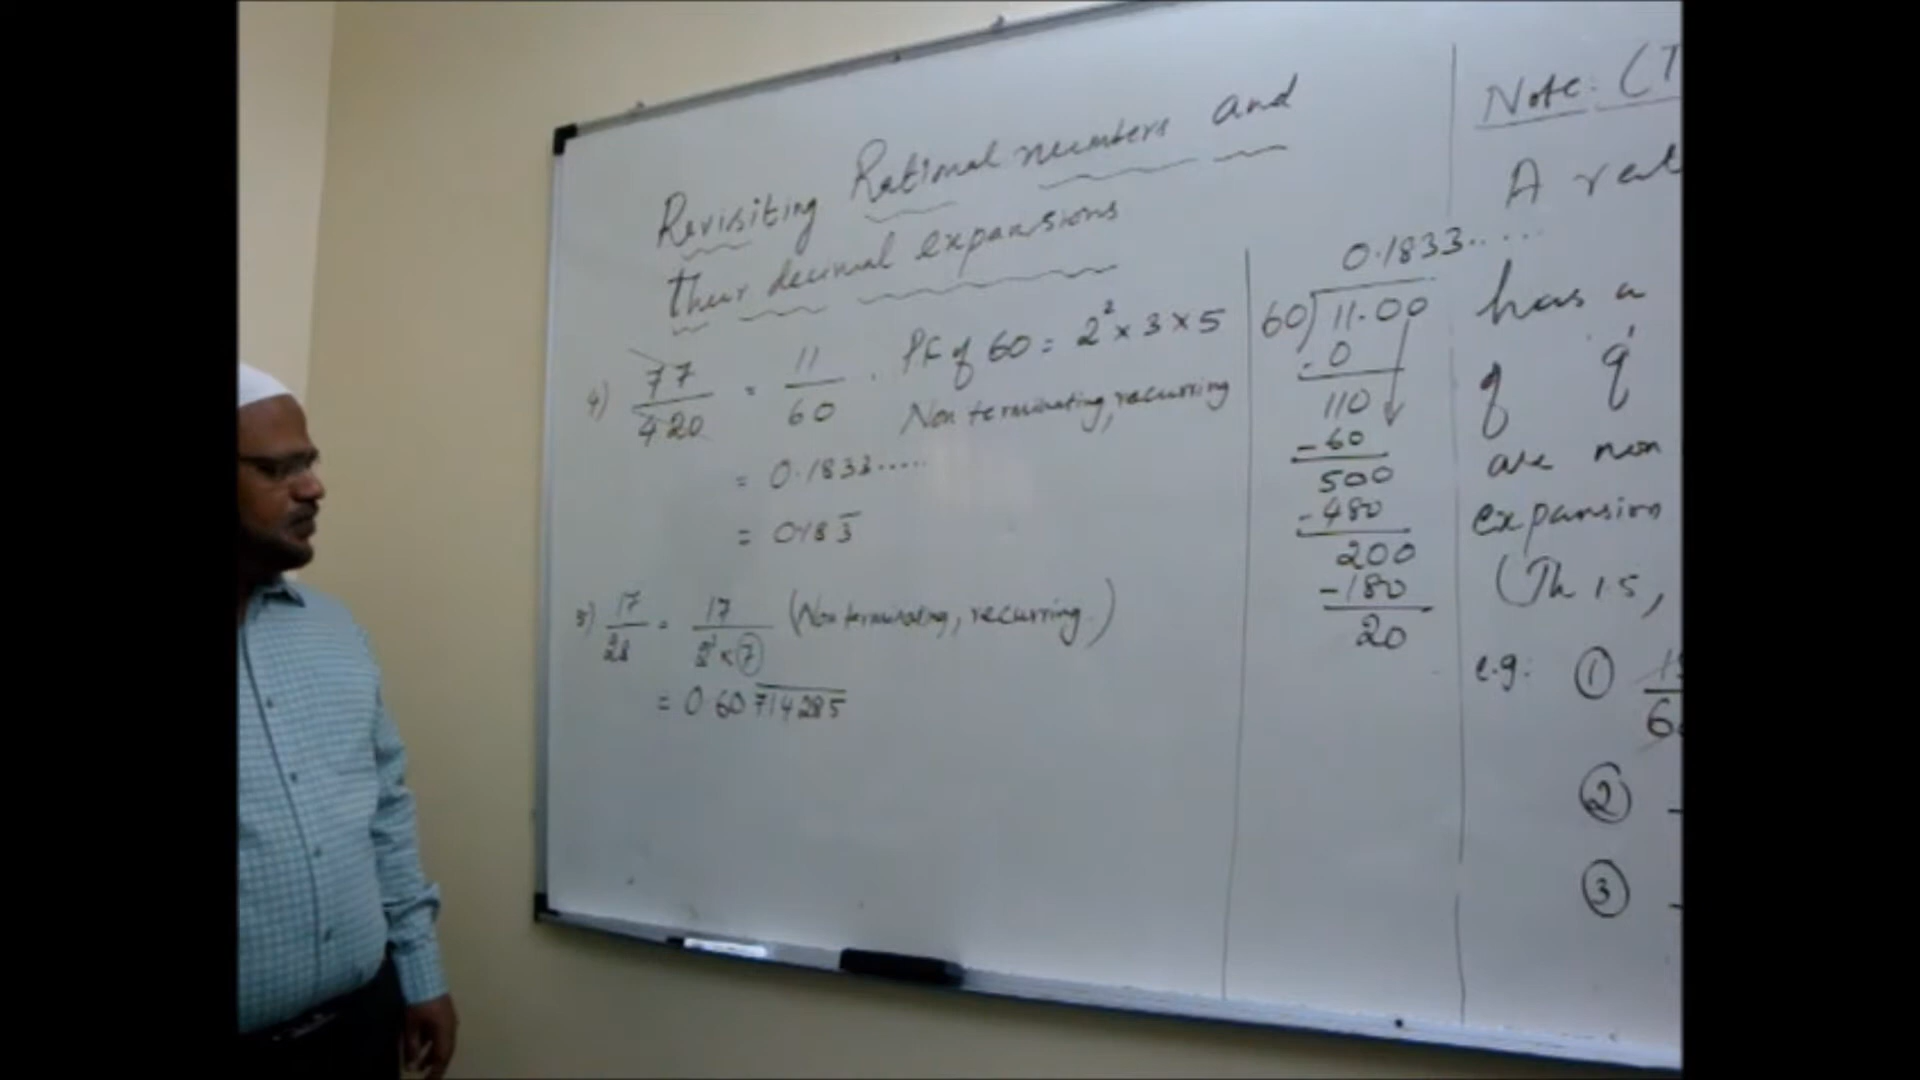 Revisiting Rational numbers and
their decimal expansions
4) 77/420 = 11/60 . PF of 60 = 2² × 3 × 5
Non terminating, recurring
= 0.1833.....
= 0.183̅
5) 17/28 = 17/2²×7 (Non terminating, recurring.)
= 0.60714285
0.1833.....
60)11.00
- 0
110
- 60
500
- 480
200
- 180
20
Note: (T
A rat
has a
q q
are non
expansion
(Th 1.5,
e.g: ①
②
③